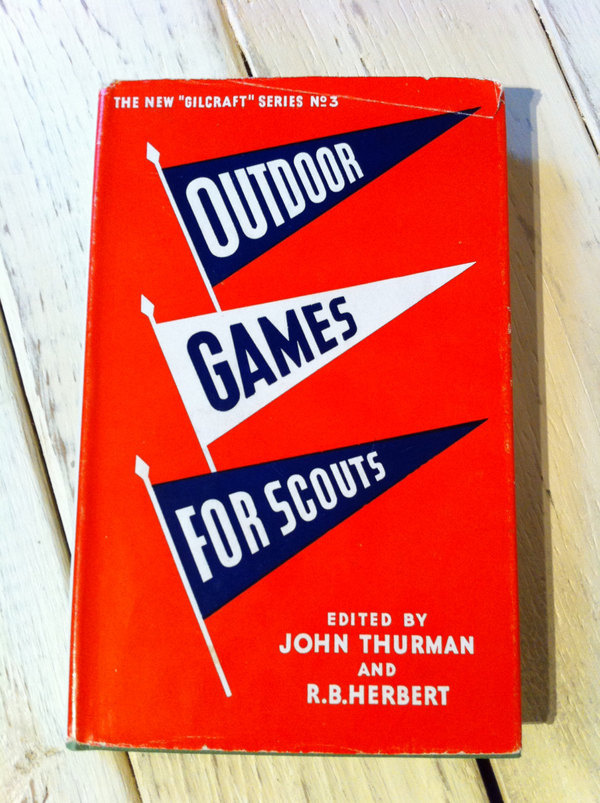 THE NEW "GILCRAFT" SERIES No 3
OUTDOOR
GAMES
FOR SCOUTS
EDITED BY
JOHN THURMAN
AND
R.B.HERBERT